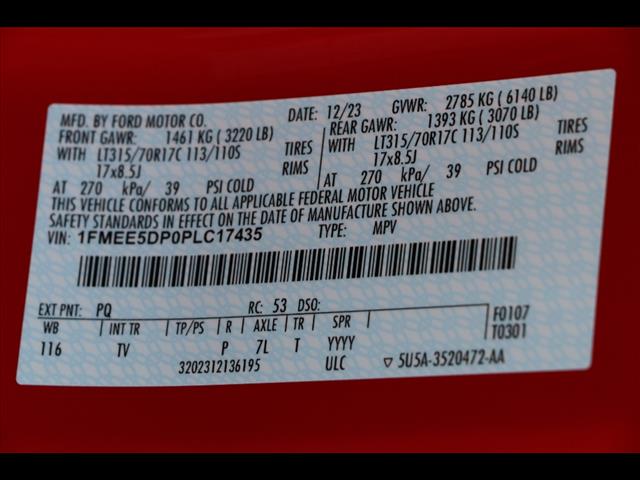 MFD. BY FORD MOTOR CO.
DATE: 12/23 GVWR: 2785 KG ( 6140 LB)
FRONT GAWR: 1461 KG ( 3220 LB)
REAR GAWR: 1393 KG ( 3070 LB)
WITH LT315/70R17C 113/110S TIRES
WITH LT315/70R17C 113/110S TIRES
17x8.5J RIMS
17x8.5J RIMS
AT 270 kPa/ 39 PSI COLD
AT 270 kPa/ 39 PSI COLD
THIS VEHICLE CONFORMS TO ALL APPLICABLE FEDERAL MOTOR VEHICLE
SAFETY STANDARDS IN EFFECT ON THE DATE OF MANUFACTURE SHOWN ABOVE.
VIN: 1FMEE5DP0PLC17435 TYPE: MPV
EXT PNT: PQ RC: 53 DSO: F0107
WB INT TR TP/PS R AXLE TR SPR T0301
116 TV P 7L T YYYY
3202312136195 ULC ▽ 5U5A-3520472-AA